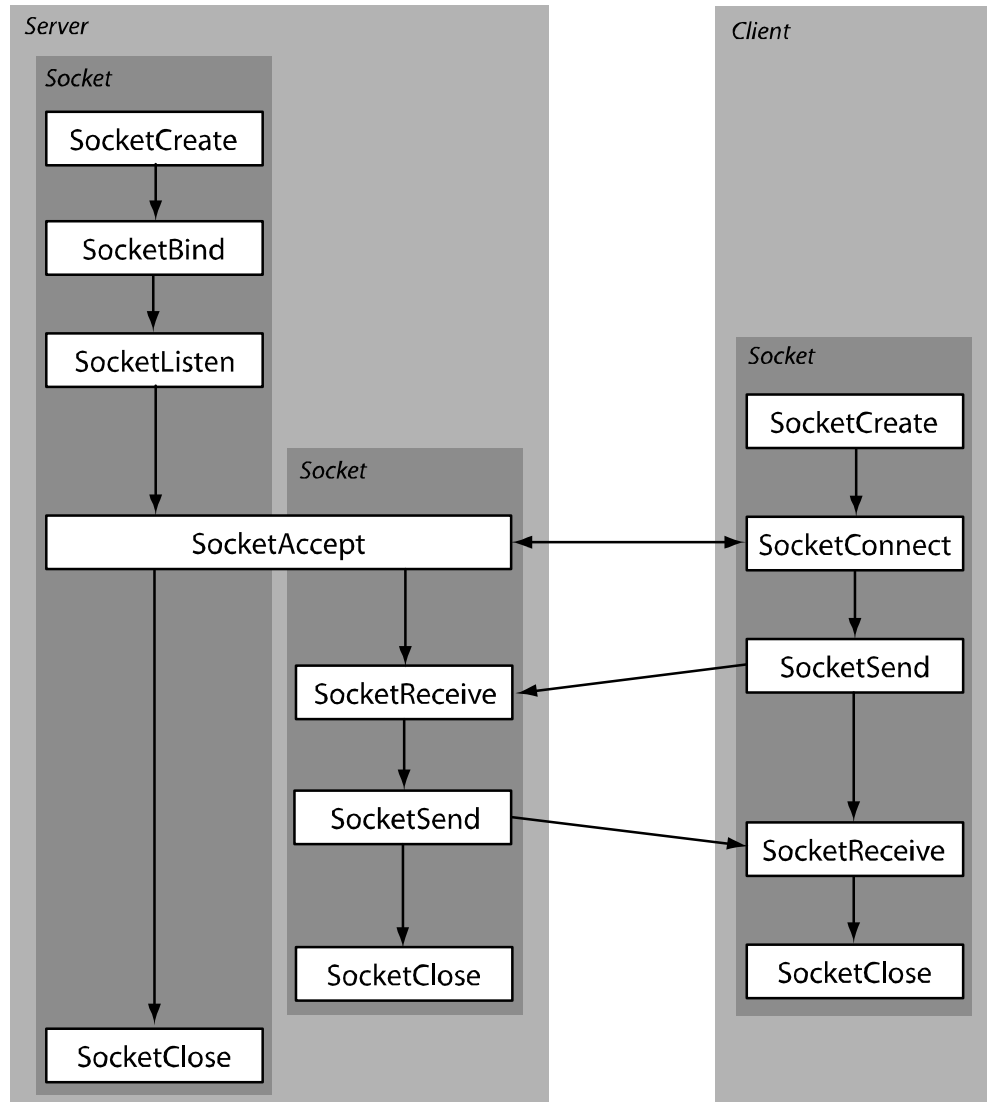 Server
Socket
SocketCreate
SocketBind
SocketListen
Socket
SocketAccept
SocketReceive
SocketSend
SocketClose
SocketClose
Client
Socket
SocketCreate
SocketConnect
SocketSend
SocketReceive
SocketClose